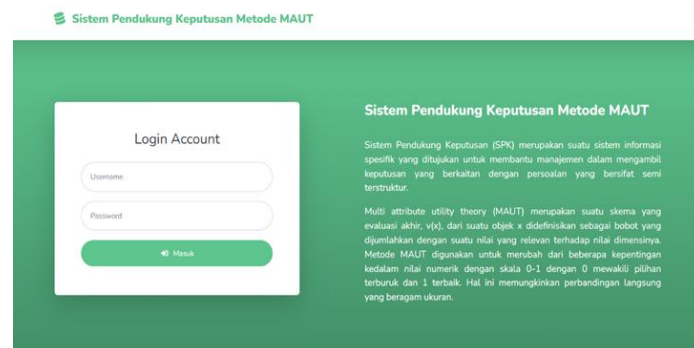 Sistem Pendukung Keputusan Metode MAUT
Login Account
Username
Password
Masuk
Sistem Pendukung Keputusan Metode MAUT
Sistem Pendukung Keputusan (SPK) merupakan suatu sistem informasi
spesifik yang ditujukan untuk membantu manajemen dalam mengambil
keputusan yang berkaitan dengan persoalan yang bersifat semi
terstruktur.
Multi attribute utility theory (MAUT) merupakan suatu skema yang
evaluasi akhir, v(x), dari suatu objek x didefinisikan sebagai bobot yang
dijumlahkan dengan suatu nilai yang relevan terhadap nilai dimensinya.
Metode MAUT digunakan untuk merubah dari beberapa kepentingan
kedalam nilai numerik dengan skala 0-1 dengan 0 mewakili pilihan
terburuk dan 1 terbaik. Hal ini memungkinkan perbandingan langsung
yang beragam ukuran.